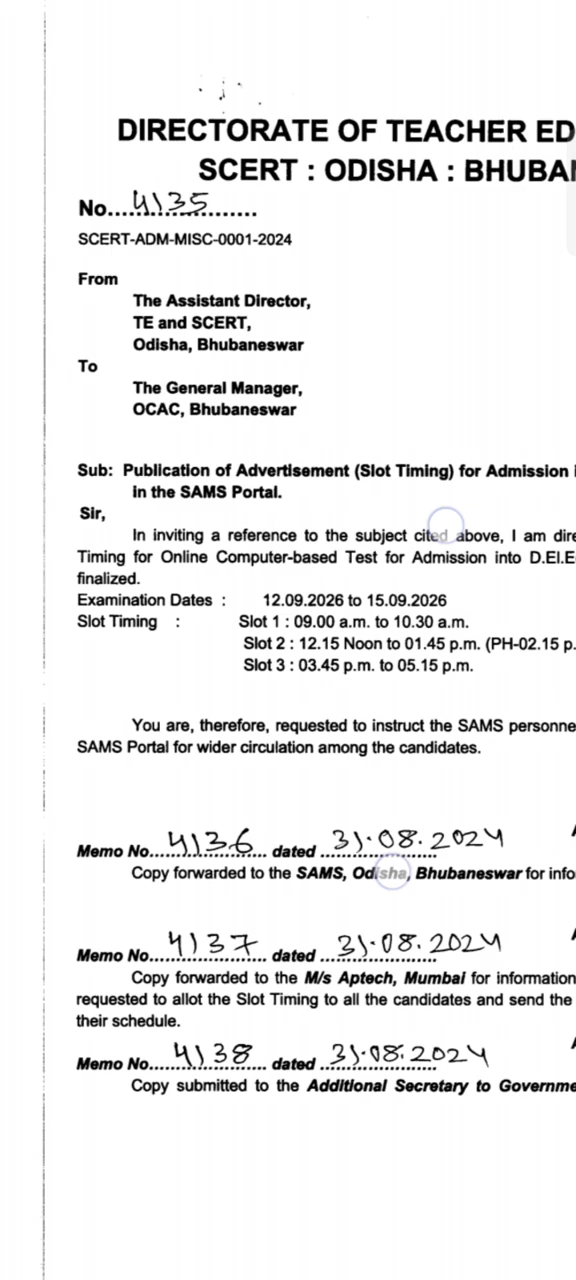 DIRECTORATE OF TEACHER ED
SCERT : ODISHA : BHUBAN
No....4135..........
SCERT-ADM-MISC-0001-2024
From
The Assistant Director,
TE and SCERT,
Odisha, Bhubaneswar
To
The General Manager,
OCAC, Bhubaneswar
Sub: Publication of Advertisement (Slot Timing) for Admission i
in the SAMS Portal.
Sir,
In inviting a reference to the subject cited above, I am dire
Timing for Online Computer-based Test for Admission into D.El.E
finalized.
Examination Dates : 12.09.2026 to 15.09.2026
Slot Timing : Slot 1 : 09.00 a.m. to 10.30 a.m.
Slot 2 : 12.15 Noon to 01.45 p.m. (PH-02.15 p.
Slot 3 : 03.45 p.m. to 05.15 p.m.
You are, therefore, requested to instruct the SAMS personne
SAMS Portal for wider circulation among the candidates.
Memo No...4136... dated ...31.08.2024
Copy forwarded to the SAMS, Odisha, Bhubaneswar for info
Memo No...4137... dated ...31.08.2024
Copy forwarded to the M/s Aptech, Mumbai for information
requested to allot the Slot Timing to all the candidates and send the
their schedule.
Memo No...4138... dated ...31.08.2024
Copy submitted to the Additional Secretary to Governme